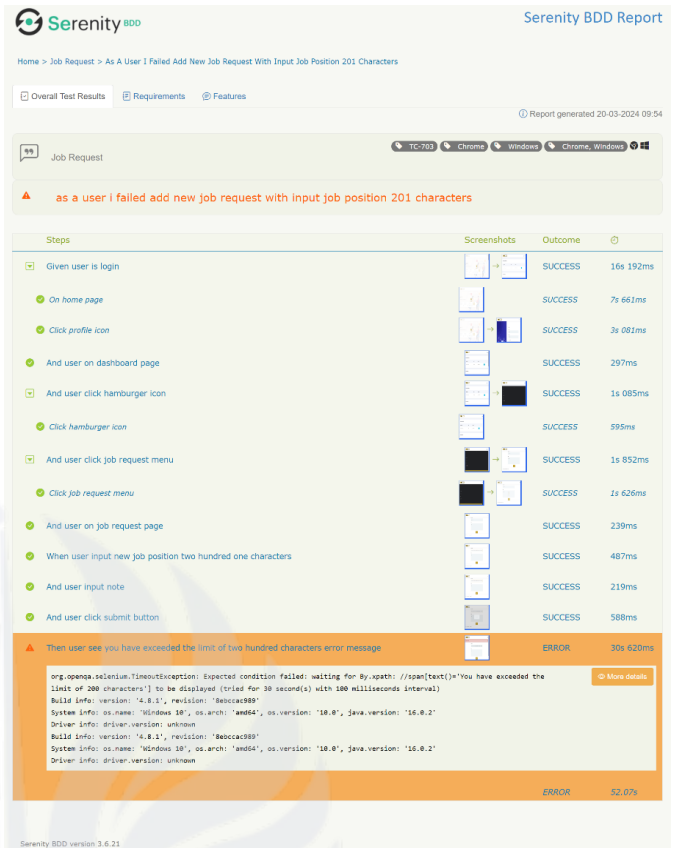 Serenity BDD
Serenity BDD Report
Home > Job Request > As A User I Failed Add New Job Request With Input Job Position 201 Characters
Overall Test Results Requirements Features
Report generated 20-03-2024 09:54
Job Request
TC-703 Chrome Windows Chrome, Windows
as a user i failed add new job request with input job position 201 characters
Steps Screenshots Outcome
Given user is login SUCCESS 16s 192ms
On home page SUCCESS 7s 661ms
Click profile icon SUCCESS 3s 081ms
And user on dashboard page SUCCESS 297ms
And user click hamburger icon SUCCESS 1s 085ms
Click hamburger icon SUCCESS 595ms
And user click job request menu SUCCESS 1s 852ms
Click job request menu SUCCESS 1s 626ms
And user on job request page SUCCESS 239ms
When user input new job position two hundred one characters SUCCESS 487ms
And user input note SUCCESS 219ms
And user click submit button SUCCESS 588ms
Then user see you have exceeded the limit of two hundred characters error message ERROR 30s 620ms
org.openqa.selenium.TimeoutException: Expected condition failed: waiting for By.xpath: //span[text()='You have exceeded the
More details
limit of 200 characters'] to be displayed (tried for 30 second(s) with 100 milliseconds interval)
Build info: version: '4.8.1', revision: '8ebccac989'
System info: os.name: 'Windows 10', os.arch: 'amd64', os.version: '10.0', java.version: '16.0.2'
Driver info: driver.version: unknown
Build info: version: '4.8.1', revision: '8ebccac989'
System info: os.name: 'Windows 10', os.arch: 'amd64', os.version: '10.0', java.version: '16.0.2'
Driver info: driver.version: unknown
ERROR 52.07s
Serenity BDD version 3.6.21